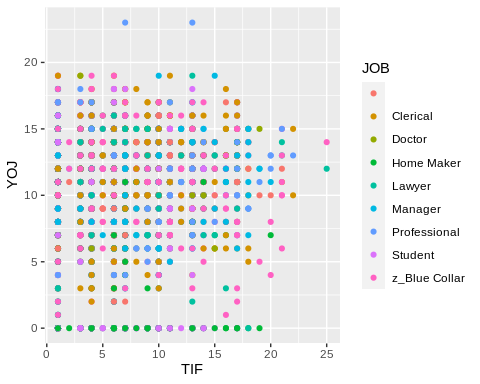 JOB
Clerical
Doctor
Home Maker
Lawyer
Manager
Professional
Student
z_Blue Collar
YOJ
20
15
10
5
0
0 5 10 15 20 25
TIF